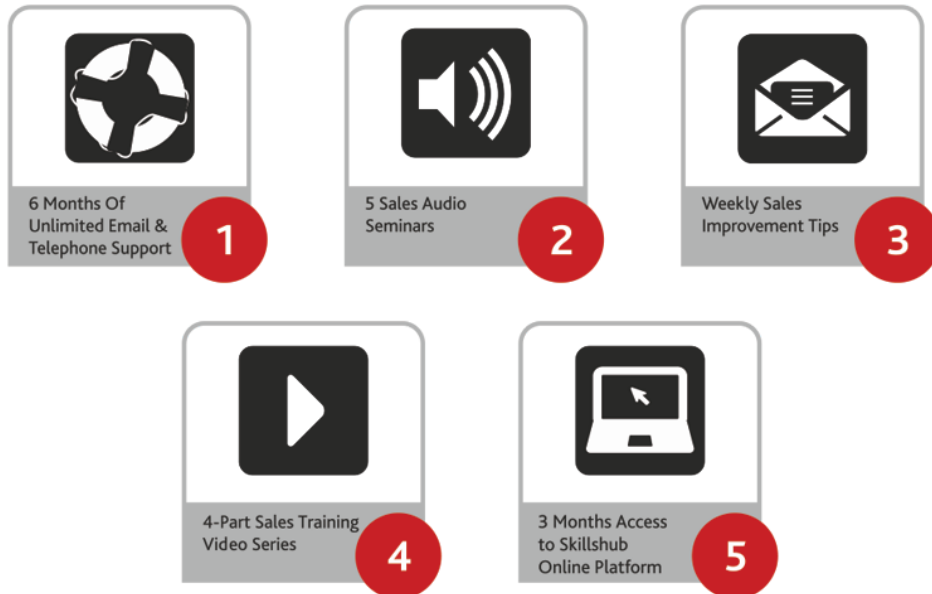 6 Months Of
Unlimited Email &
Telephone Support
1
5 Sales Audio
Seminars
2
Weekly Sales
Improvement Tips
3
4-Part Sales Training
Video Series
4
3 Months Access
to Skillshub
Online Platform
5